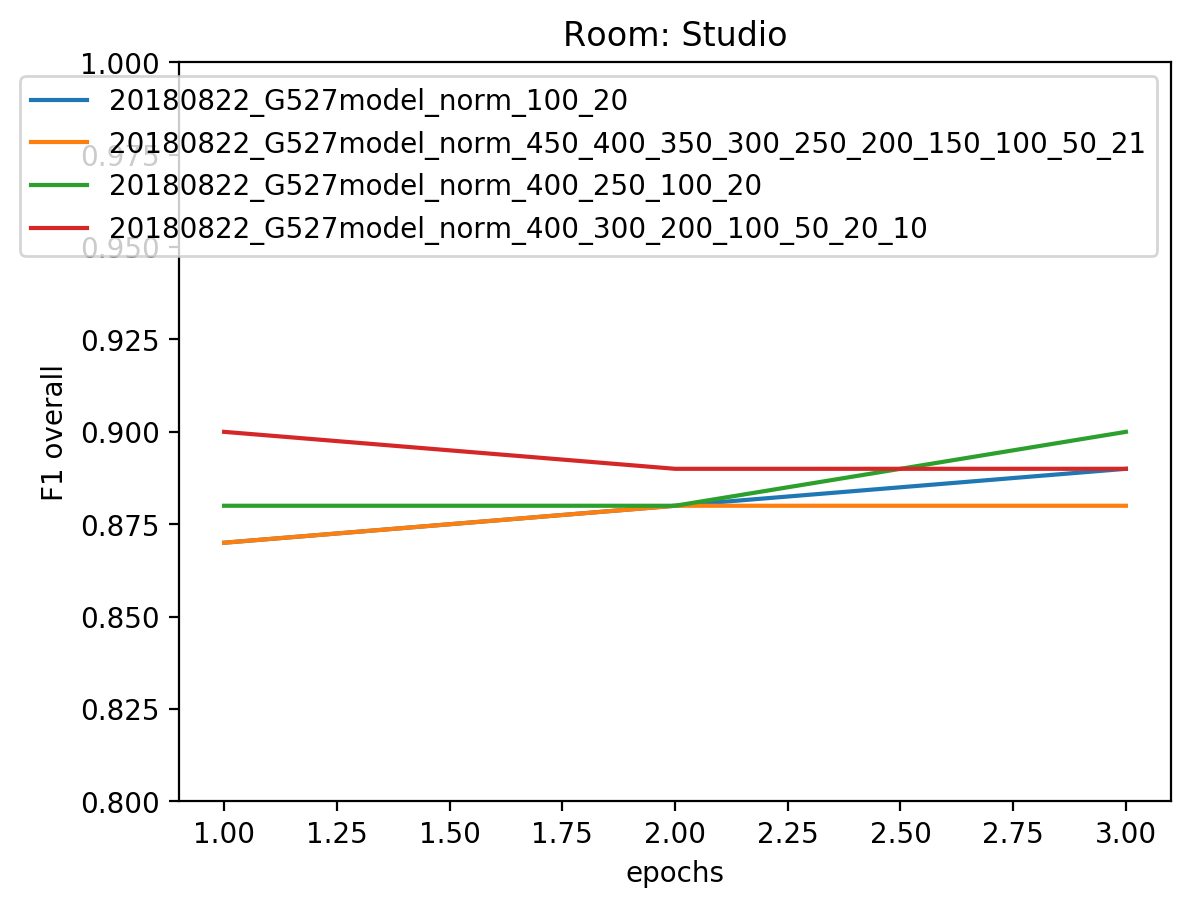 Room: Studio
1.000
20180822_G527model_norm_100_20
20180822_G527model_norm_450_400_350_300_250_200_150_100_50_21
0.975
20180822_G527model_norm_400_250_100_20
20180822_G527model_norm_400_300_200_100_50_20_10
0.950
0.925
0.900
0.875
0.850
0.825
0.800
F1 overall
1.00 1.25 1.50 1.75 2.00 2.25 2.50 2.75 3.00
epochs